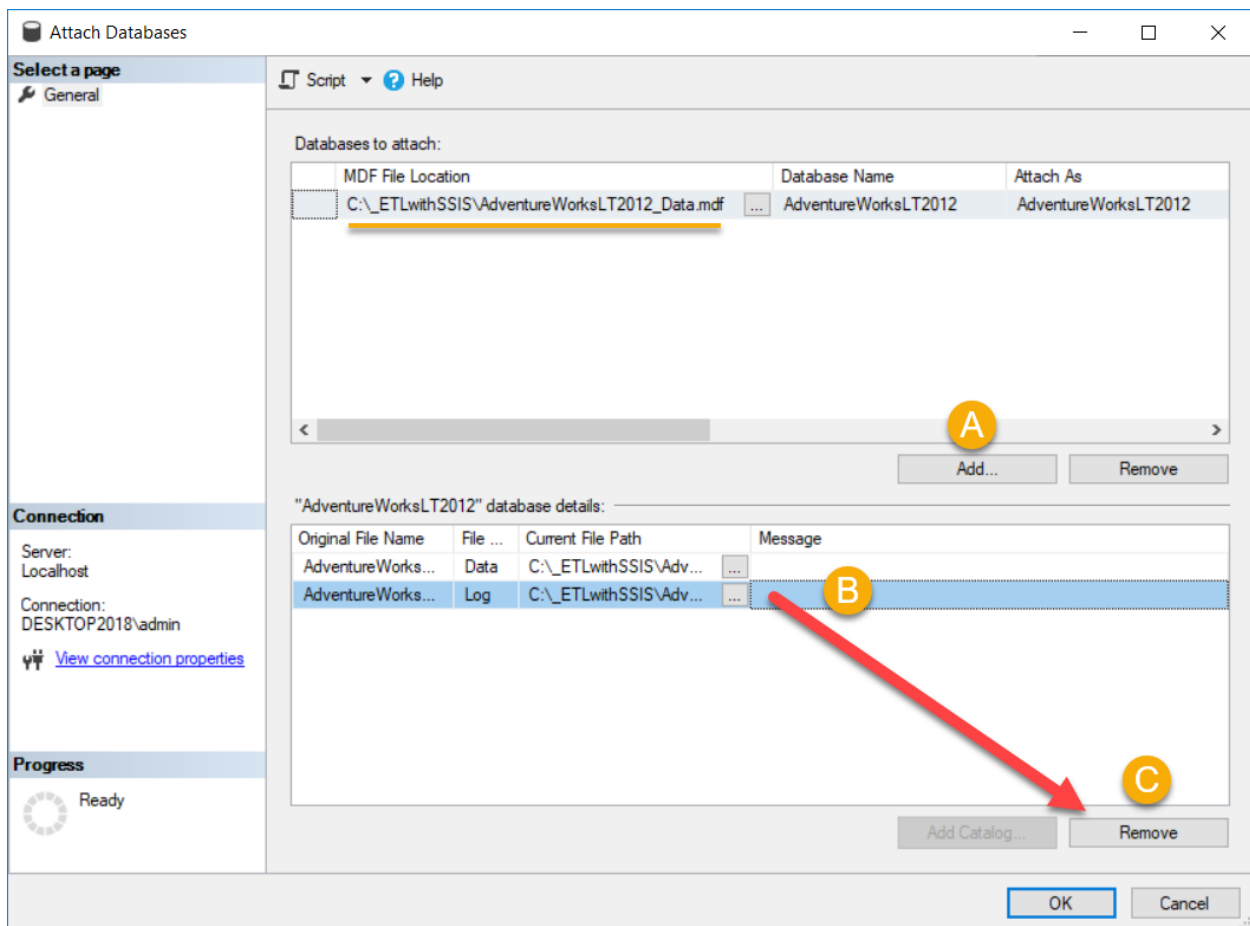 Attach Databases
Select a page
General
Script Help
Databases to attach:
MDF File Location Database Name Attach As
C:\_ETLwithSSIS\AdventureWorksLT2012_Data.mdf ... AdventureWorksLT2012 AdventureWorksLT2012
A
Add... Remove
"AdventureWorksLT2012" database details:
Original File Name File ... Current File Path Message
AdventureWorks... Data C:\_ETLwithSSIS\Adv... ...
AdventureWorks... Log C:\_ETLwithSSIS\Adv... ...
B
C
Add Catalog... Remove
Connection
Server:
Localhost
Connection:
DESKTOP2018\admin
View connection properties
Progress
Ready
OK Cancel